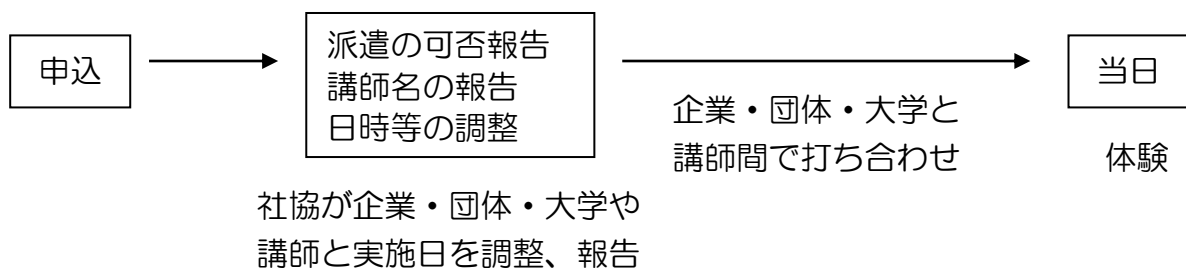 申込
派遣の可否報告
講師名の報告
日時等の調整
社協が企業・団体・大学や
講師と実施日を調整、報告
企業・団体・大学と
講師間で打ち合わせ
当日
体験